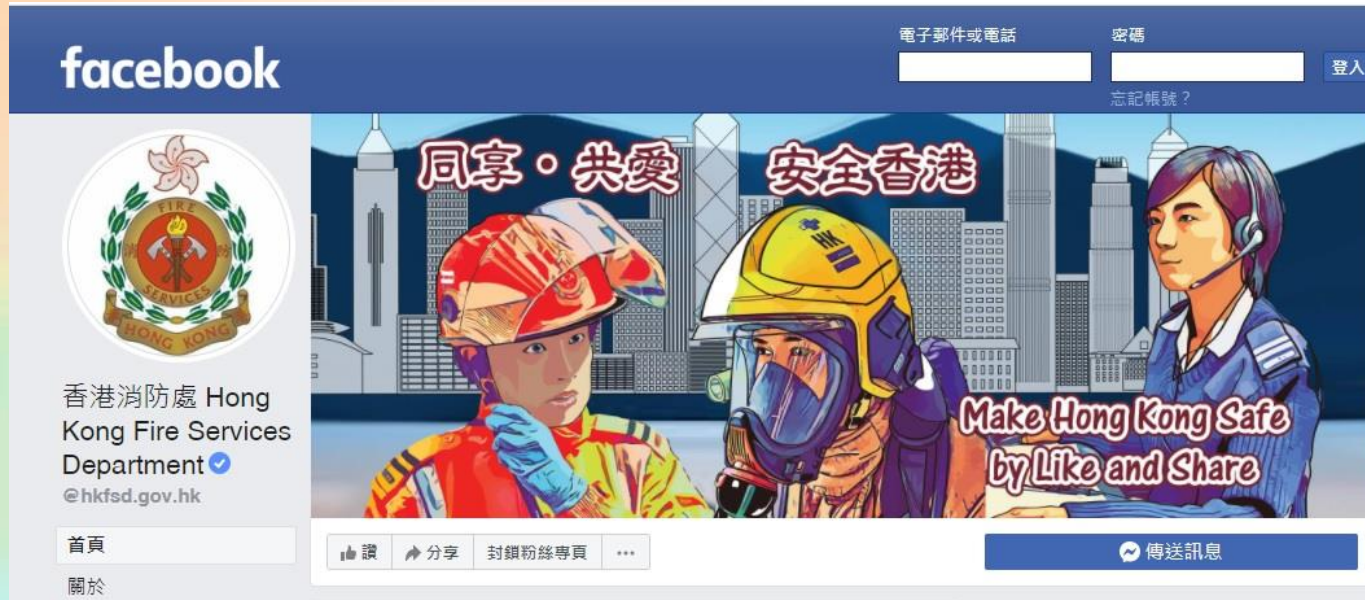 facebook
電子郵件或電話
密碼
登入
忘記帳號？
FIRE
消 防
SERVICES
HONG KONG
香港消防處 Hong
Kong Fire Services
Department
@hkfsd.gov.hk
首頁
關於
同享·共愛 安全香港
HK
Make Hong Kong Safe
by Like and Share
讚
分享
封鎖粉絲專頁
...
傳送訊息